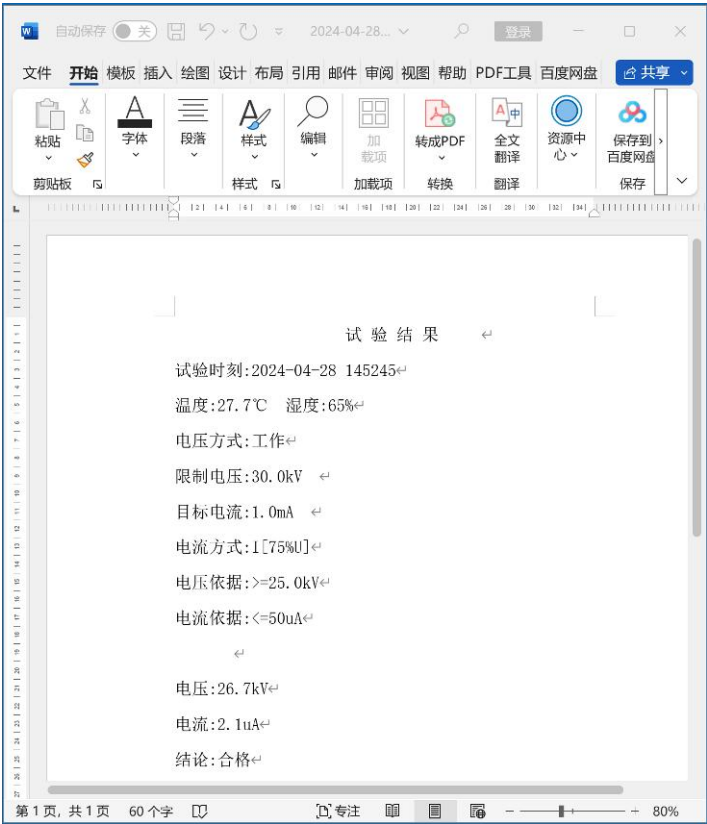 自动保存 关 2024-04-28... 登录
文件 开始 模板 插入 绘图 设计 布局 引用 邮件 审阅 视图 帮助 PDF工具 百度网盘 共享
粘贴 字体 段落 样式 编辑 加载项 转成PDF 全文翻译 资源中心 保存到百度网盘
剪贴板 样式 加载项 转换 翻译 保存
试 验 结 果
试验时刻:2024-04-28 145245
温度:27.7℃ 湿度:65%
电压方式:工作
限制电压:30.0kV
目标电流:1.0mA
电流方式:I[75%U]
电压依据:>=25.0kV
电流依据:<=50uA
电压:26.7kV
电流:2.1uA
结论:合格
第1页,共1页 60个字 专注 80%